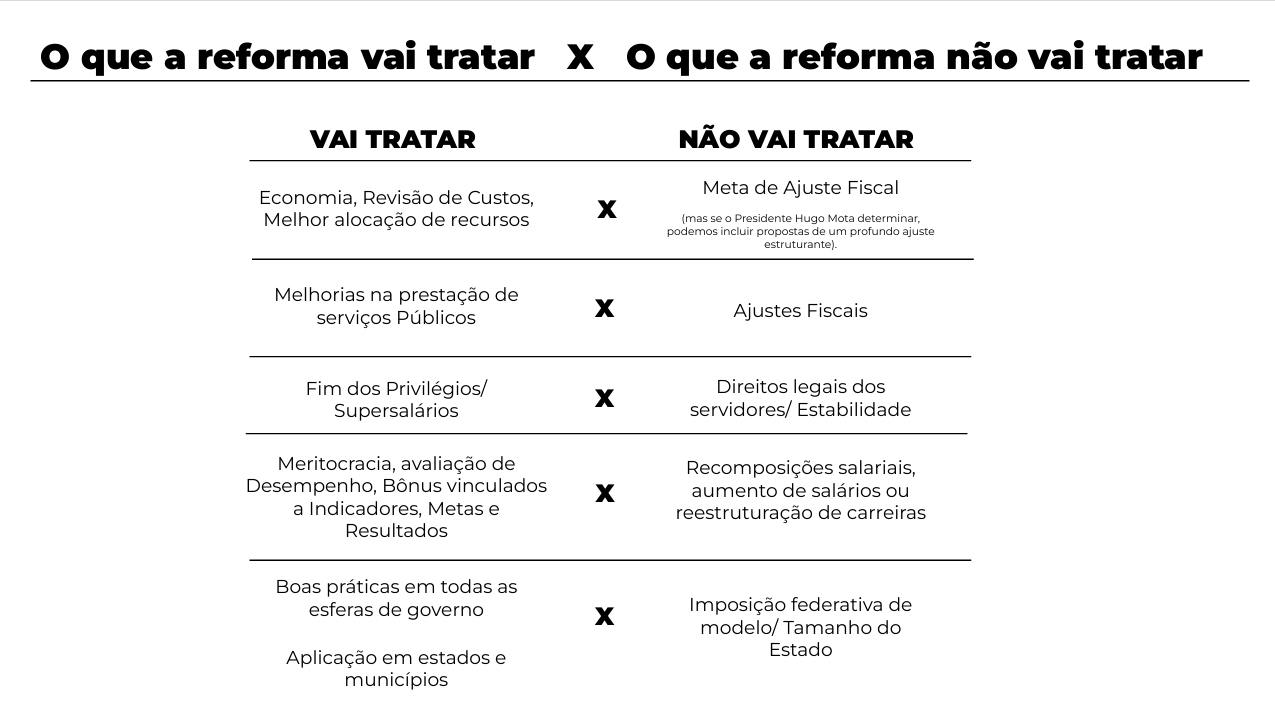 O que a reforma vai tratar X O que a reforma não vai tratar
VAI TRATAR
NÃO VAI TRATAR
Economia, Revisão de Custos,
Melhor alocação de recursos
X
Meta de Ajuste Fiscal
(mas se o Presidente Hugo Mota determinar,
podemos incluir propostas de um profundo ajuste
estruturante).
Melhorias na prestação de
serviços Públicos
X
Ajustes Fiscais
Fim dos Privilégios/
Supersalários
X
Direitos legais dos
servidores/ Estabilidade
Meritocracia, avaliação de
Desempenho, Bônus vinculados
a Indicadores, Metas e
Resultados
X
Recomposições salariais,
aumento de salários ou
reestruturação de carreiras
Boas práticas em todas as
esferas de governo
Aplicação em estados e
municípios
X
Imposição federativa de
modelo/ Tamanho do
Estado